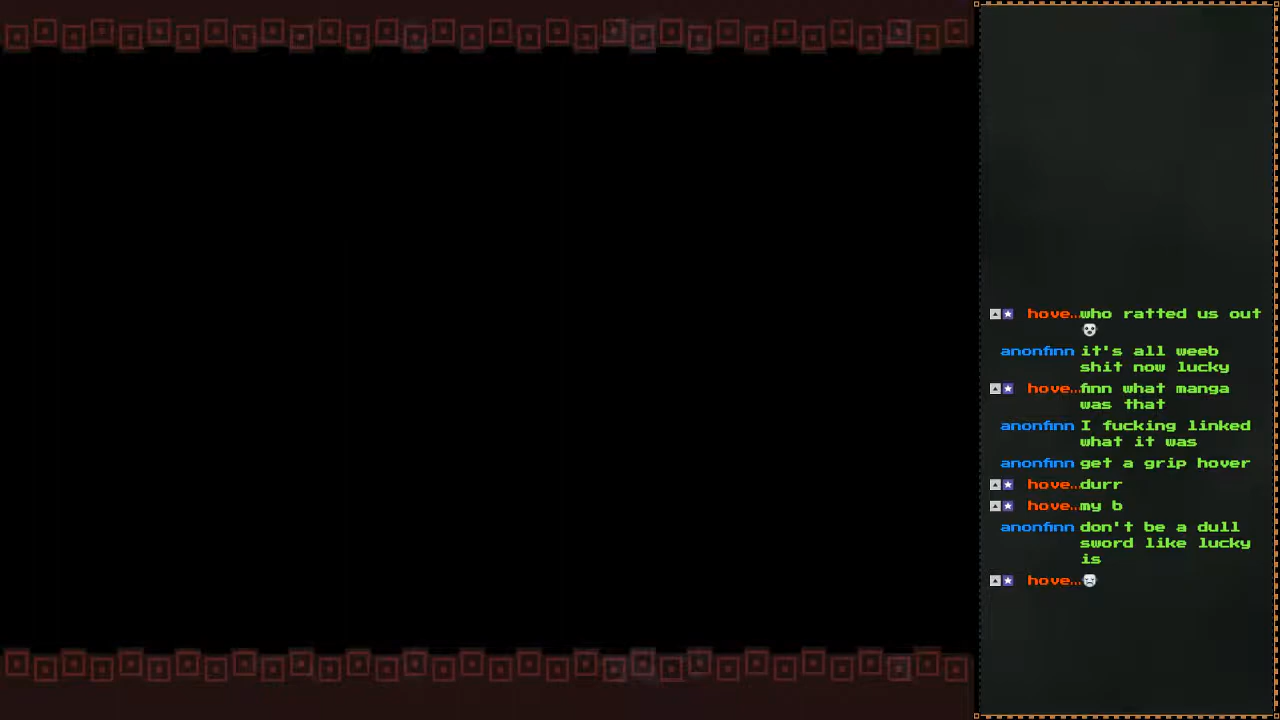 hove...who ratted us out
anonfinn it's all weeb
shit now lucky
hove...finn what manga
was that
anonfinn I fucking linked
what it was
anonfinn get a grip hover
hove...durr
hove...my b
anonfinn don't be a dull
sword like lucky
is
hove...